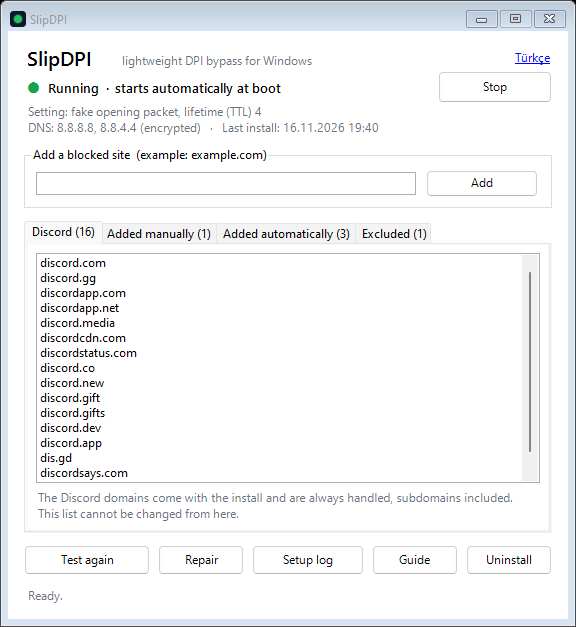 SlipDPI
SlipDPI lightweight DPI bypass for Windows Türkçe
Running · starts automatically at boot Stop
Setting: fake opening packet, lifetime (TTL) 4
DNS: 8.8.8.8, 8.8.4.4 (encrypted) · Last install: 16.11.2026 19:40
Add a blocked site (example: example.com)
Add
Discord (16) Added manually (1) Added automatically (3) Excluded (1)
discord.com
discord.gg
discordapp.com
discordapp.net
discord.media
discordcdn.com
discordstatus.com
discord.co
discord.new
discord.gift
discord.gifts
discord.dev
discord.app
dis.gd
discordsays.com
The Discord domains come with the install and are always handled, subdomains included.
This list cannot be changed from here.
Test again Repair Setup log Guide Uninstall
Ready.